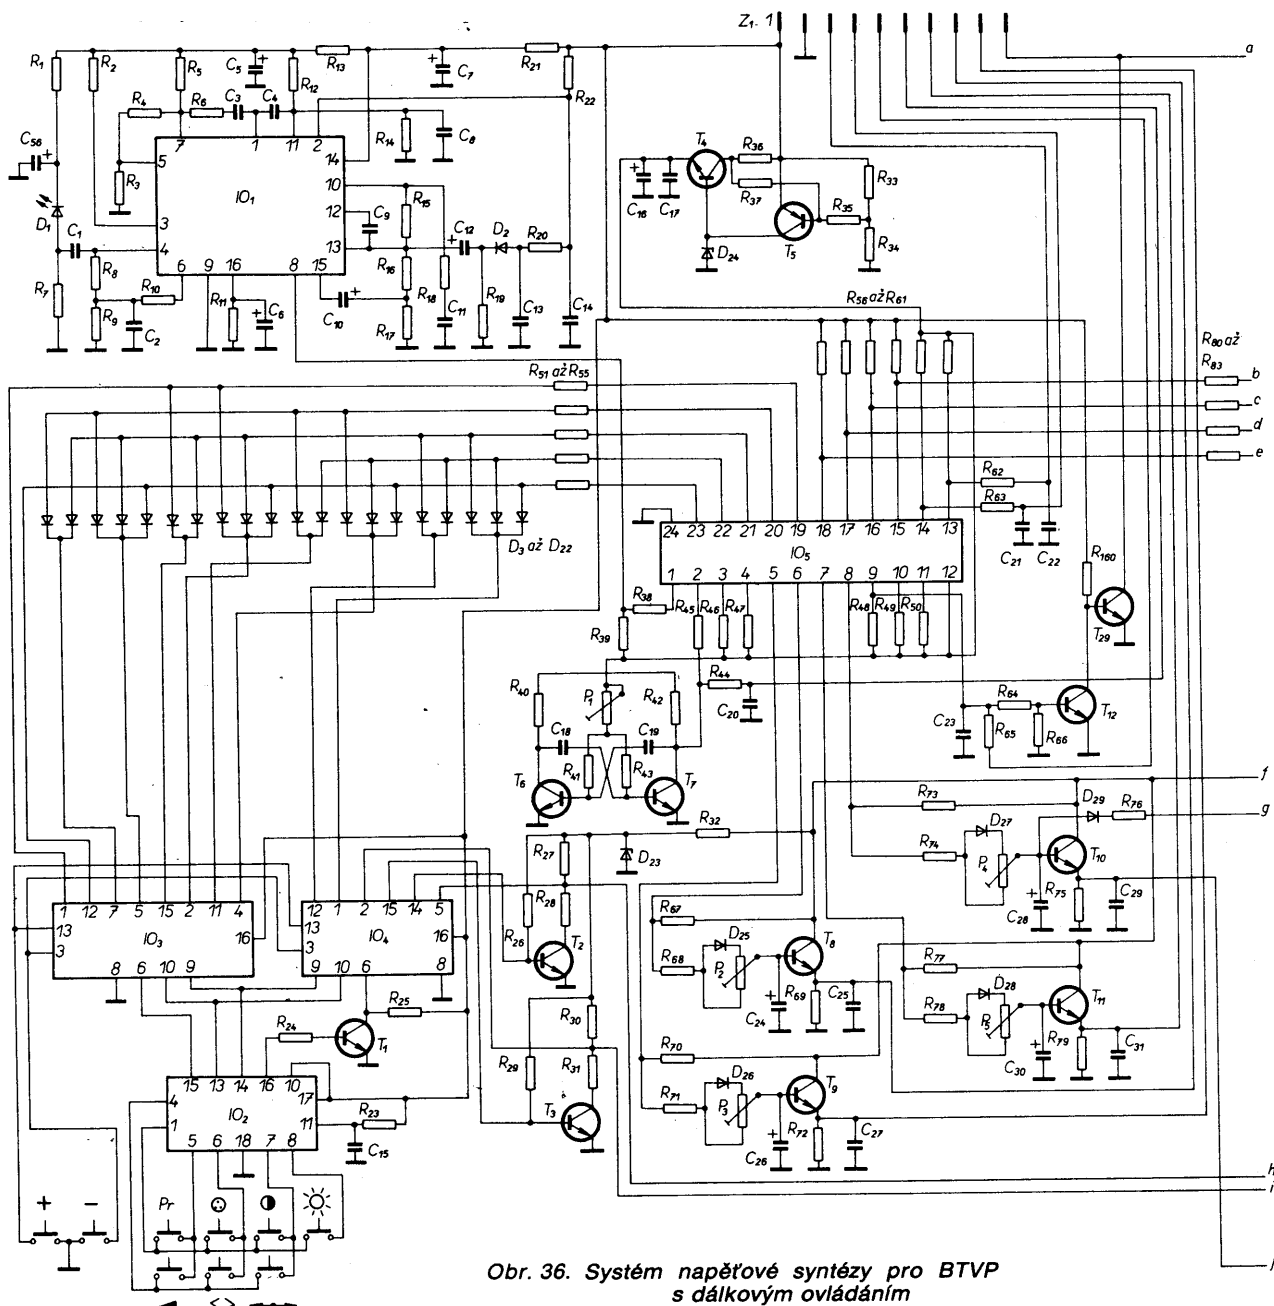 Z₁ 1
a
R₁
R₂
R₅
C₅
R₁₃
C₇
R₂₁
R₁₂
R₂₂
R₄
R₆
C₃
C₄
R₁₄
C₈
C₅₆
7 1 11 2
5
14
10
12
13
3
4
IO₁
6 9 16 8 15
R₃
D₁
C₁
R₈
R₇
R₉
R₁₀
C₂
R₁₁
C₆
C₉
R₁₅
C₁₂
D₂
R₂₀
R₁₆
R₁₇
R₁₈
C₁₀
C₁₁
R₁₉
C₁₃
C₁₄
T₄
R₃₆
R₃₇
R₃₃
R₃₅
R₃₄
C₁₆
C₁₇
D₂₄
T₅
R₅₆ až R₆₁
R₈₀ až
R₈₃
b
c
d
e
R₅₁ až R₅₅
D₃ až D₂₂
R₆₂
R₆₃
C₂₁
C₂₂
24 23 22 21 20 19 18 17 16 15 14 13
IO₅
1 2 3 4 5 6 7 8 9 10 11 12
R₁₆₀
T₂₉
R₃₈
R₃₉
R₄₅
R₄₆
R₄₇
R₄₈
R₄₉
R₅₀
R₄₀
P₁
R₄₂
R₄₄
C₂₀
C₁₈
C₁₉
R₄₁
R₄₃
T₆
T₇
C₂₃
R₆₄
R₆₅
R₆₆
T₁₂
f
g
R₇₃
D₂₉
R₇₆
D₂₇
R₇₄
P₄
T₁₀
R₇₅
C₂₈
C₂₉
R₃₂
R₂₇
D₂₃
R₂₈
R₂₆
T₂
1 12 7 5 15 2 11 4
13
3
16
IO₃
8 6 10 9
12 1 2 15 14 5
13
3
16
IO₄
9 10 6 8
R₆₇
D₂₅
R₆₈
P₂
T₈
R₆₉
C₂₄
C₂₅
R₇₇
D₂₈
R₇₈
P₅
T₁₁
R₇₉
C₃₀
C₃₁
R₂₅
R₂₄
T₁
R₃₀
R₂₉
R₃₁
T₃
R₇₀
D₂₆
R₇₁
P₃
T₉
R₇₂
C₂₆
C₂₇
15 13 14 16 10
4
1
17
11
IO₂
5 6 18 7 8
R₂₃
C₁₅
h
i
j
+ − Pr
Obr. 36. Systém napěťové syntézy pro BTVP
s dálkovým ovládáním